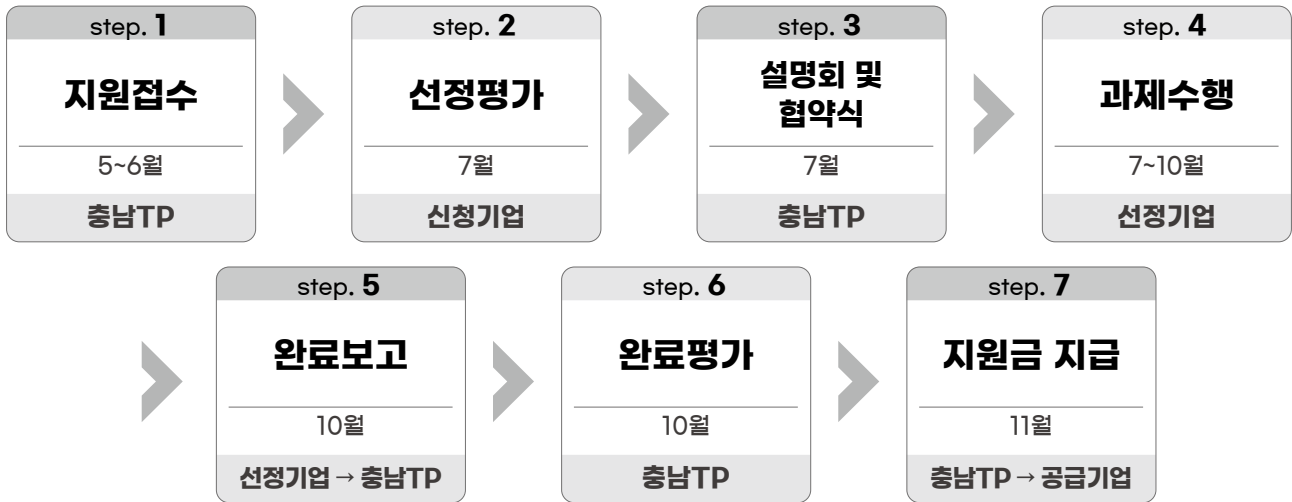 step. 1
지원접수
5~6월
충남TP
step. 2
선정평가
7월
신청기업
step. 3
설명회 및
협약식
7월
충남TP
step. 4
과제수행
7~10월
선정기업
step. 5
완료보고
10월
선정기업 → 충남TP
step. 6
완료평가
10월
충남TP
step. 7
지원금 지급
11월
충남TP → 공급기업